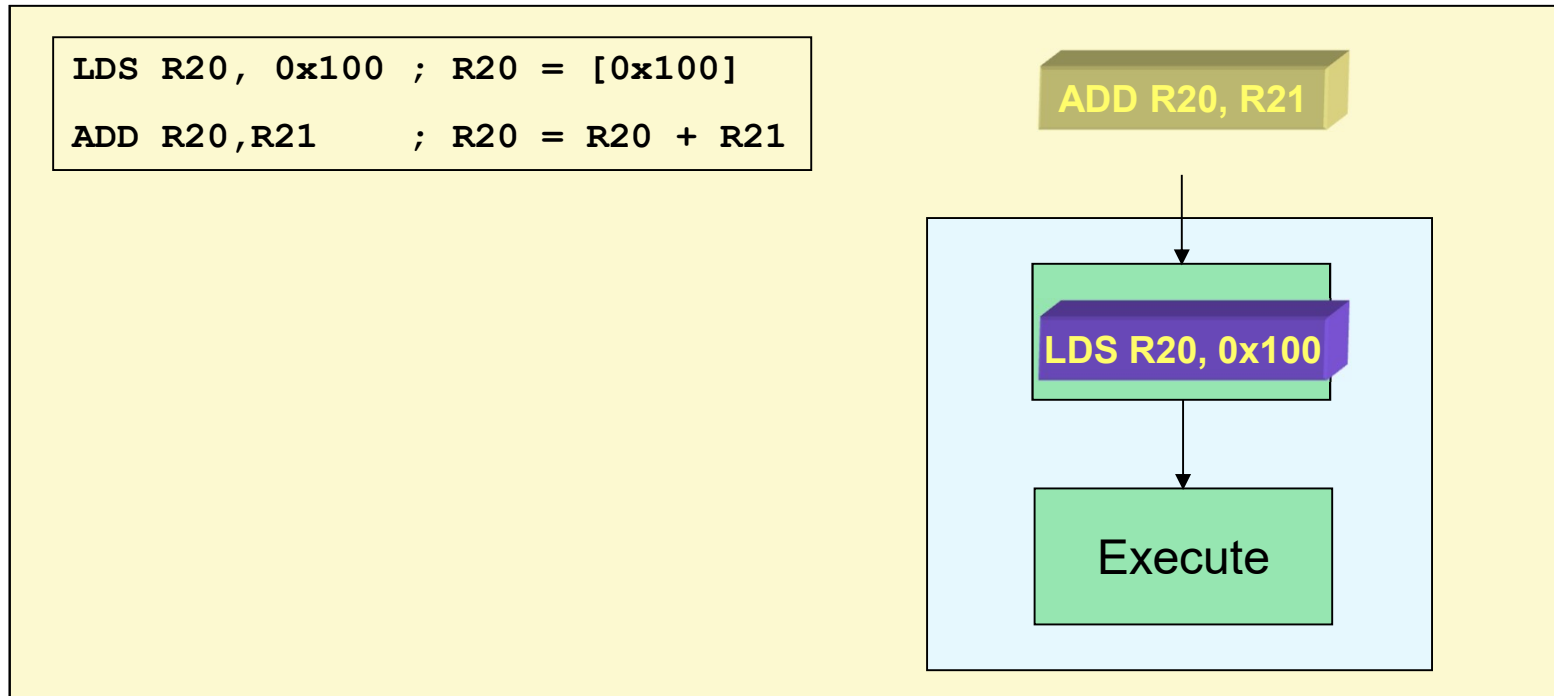 LDS R20, 0x100 ; R20 = [0x100]
ADD R20,R21 ; R20 = R20 + R21
ADD R20, R21
LDS R20, 0x100
Execute